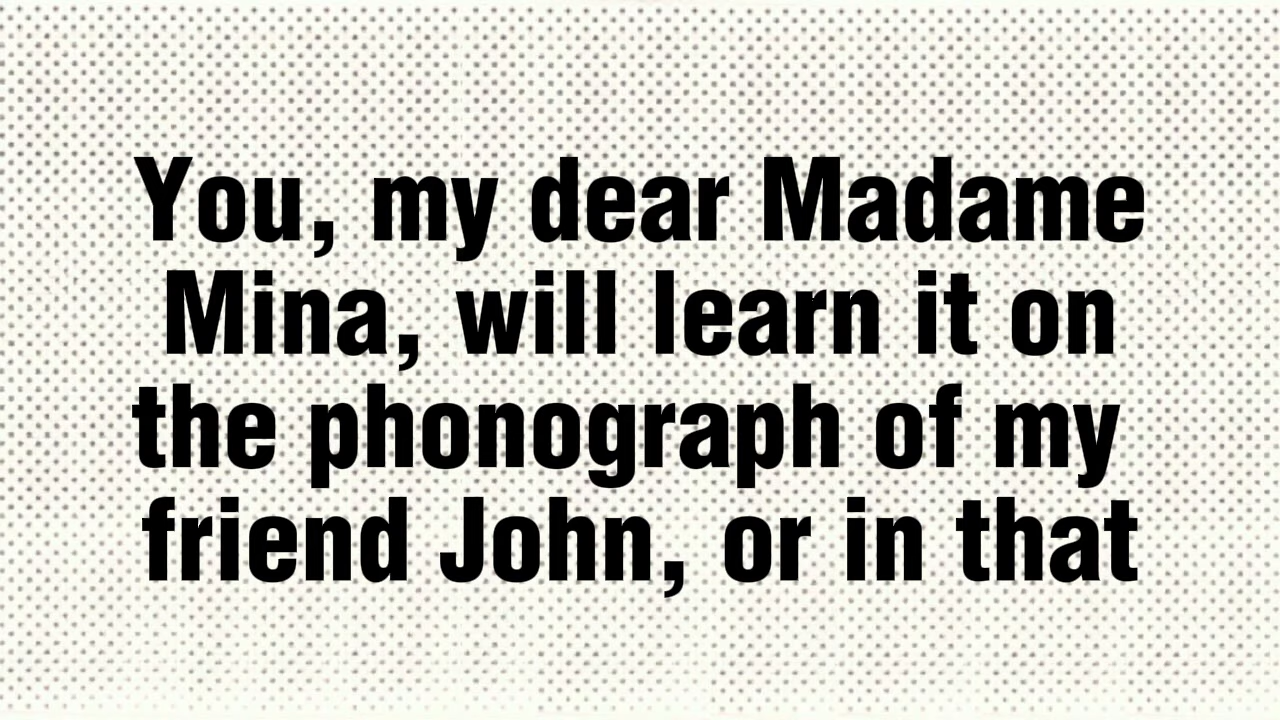 You, my dear Madame
Mina, will learn it on
the phonograph of my
friend John, or in that